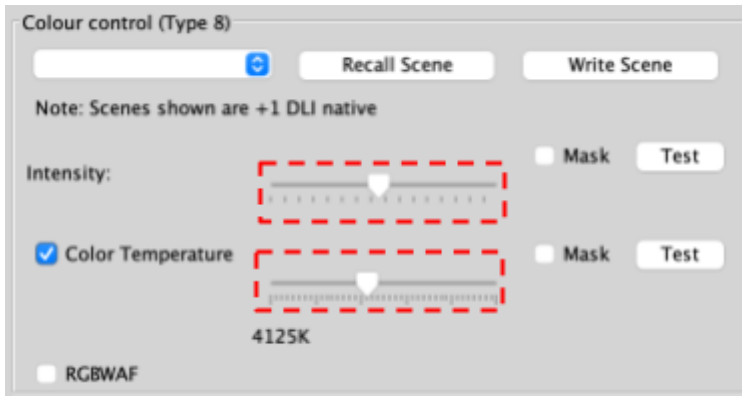 Colour control (Type 8)
Recall Scene Write Scene
Note: Scenes shown are +1 DLI native
Intensity: Mask Test
Color Temperature Mask Test
4125K
RGBWAF